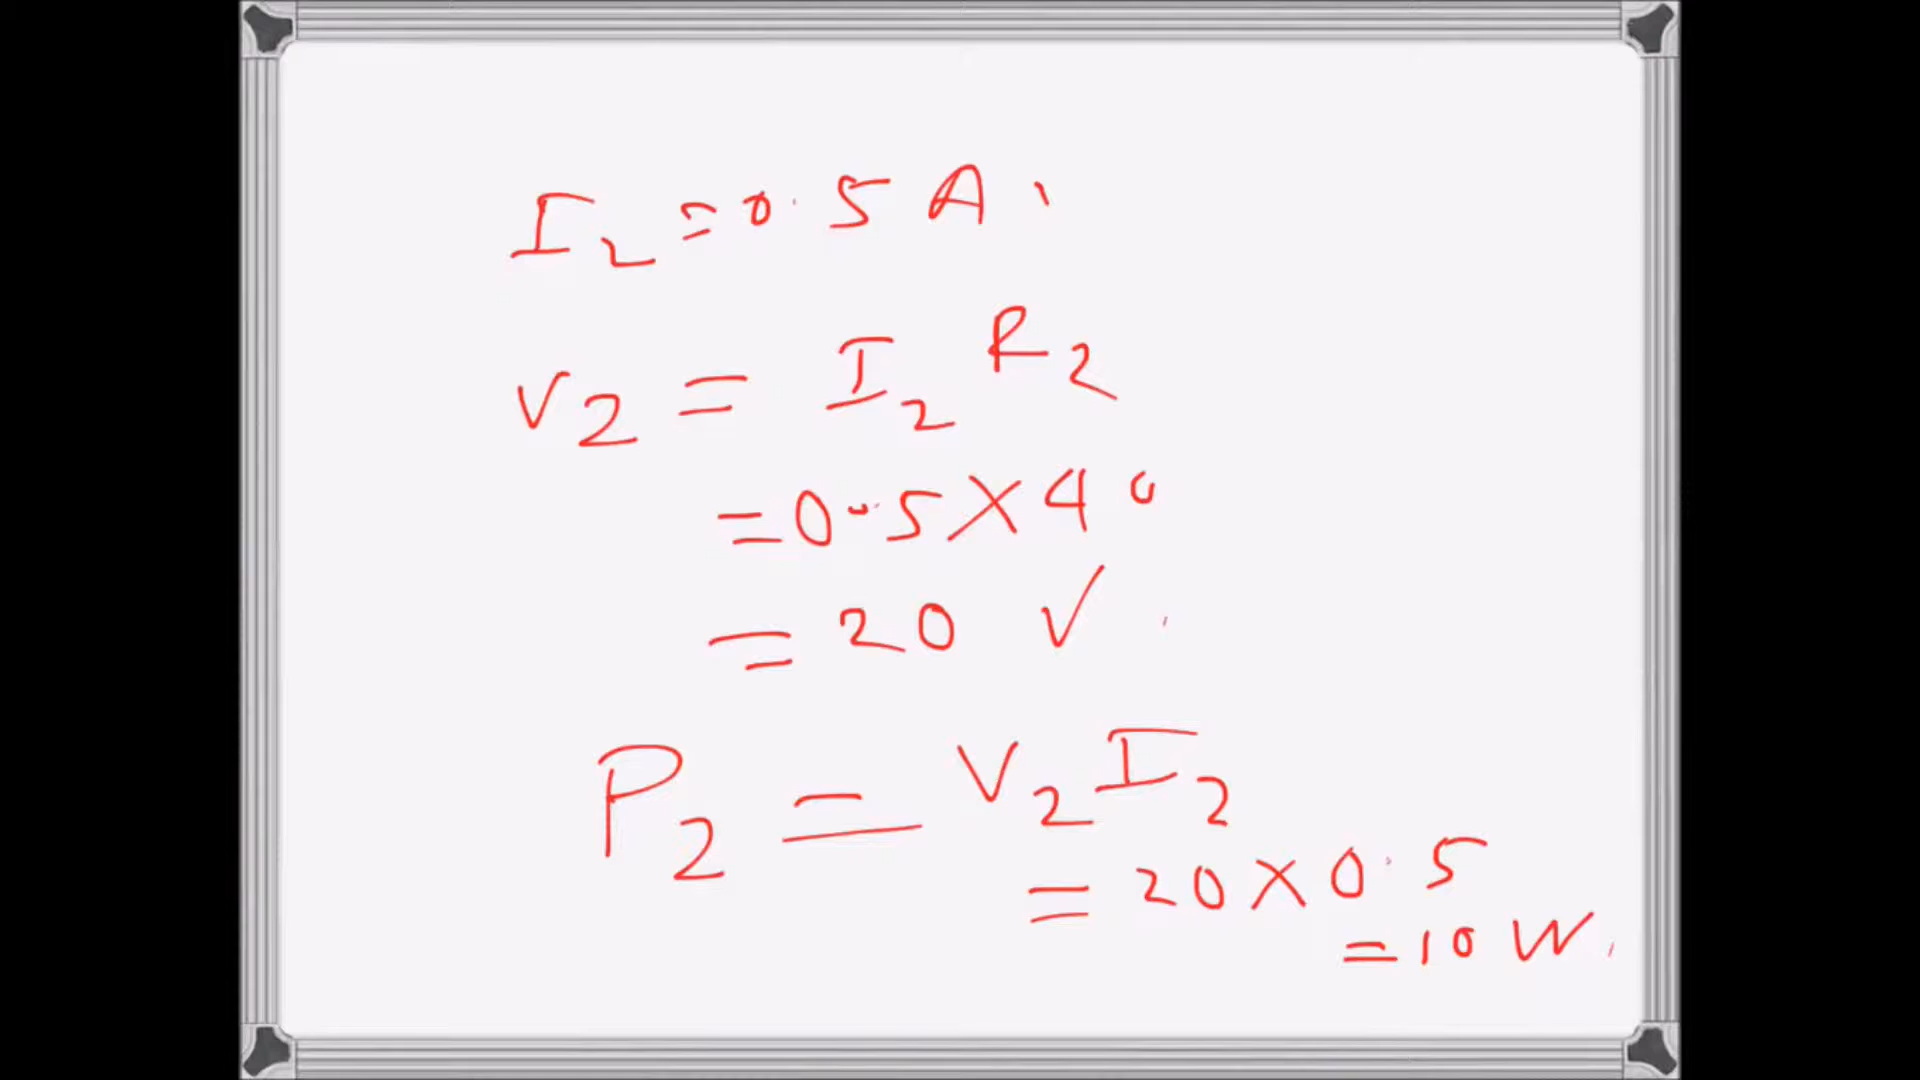 I₂ = 0.5 A.
V₂ = I₂ R₂
= 0.5 × 40
= 20 V.
P₂ = V₂ I₂
= 20 × 0.5
= 10 W.